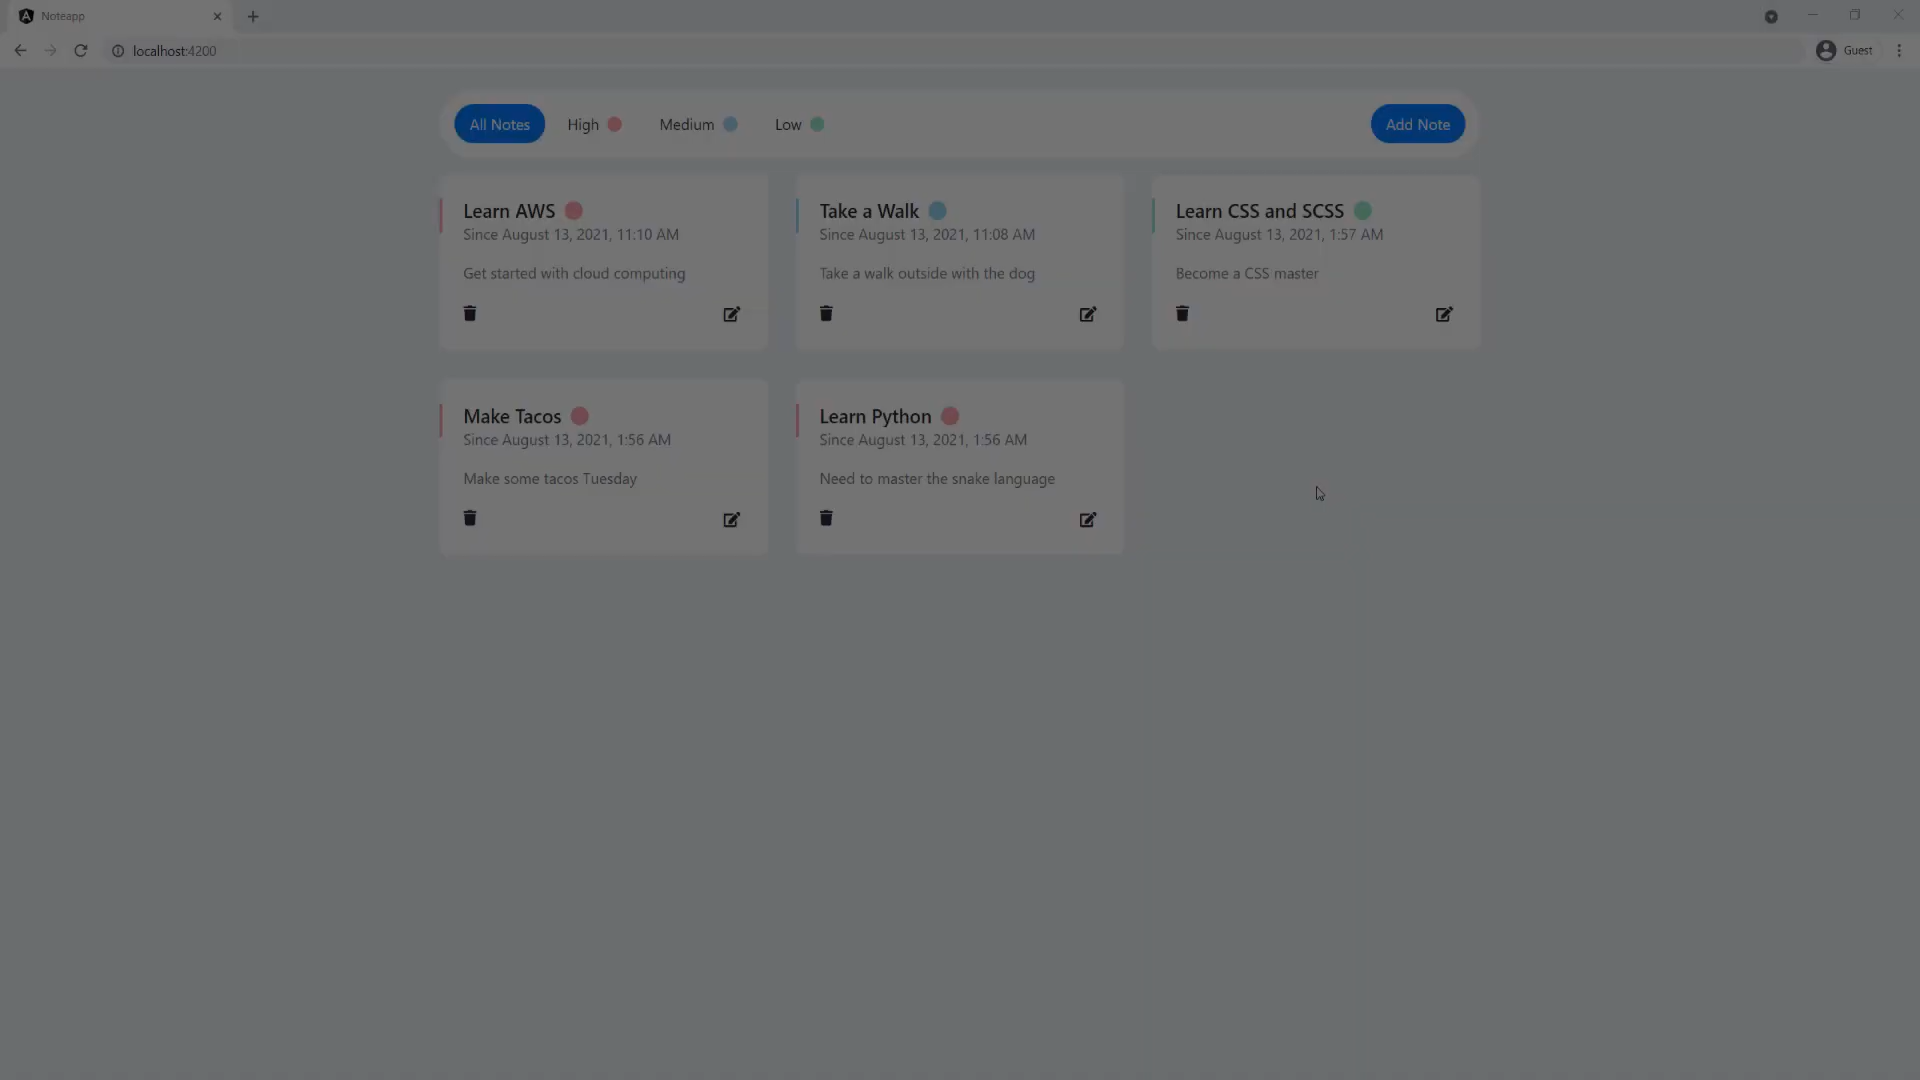 Noteapp
localhost:4200
Guest
All Notes
High
Medium
Low
Add Note
Learn AWS
Since August 13, 2021, 11:10 AM
Get started with cloud computing
Take a Walk
Since August 13, 2021, 11:08 AM
Take a walk outside with the dog
Learn CSS and SCSS
Since August 13, 2021, 1:57 AM
Become a CSS master
Make Tacos
Since August 13, 2021, 1:56 AM
Make some tacos Tuesday
Learn Python
Since August 13, 2021, 1:56 AM
Need to master the snake language